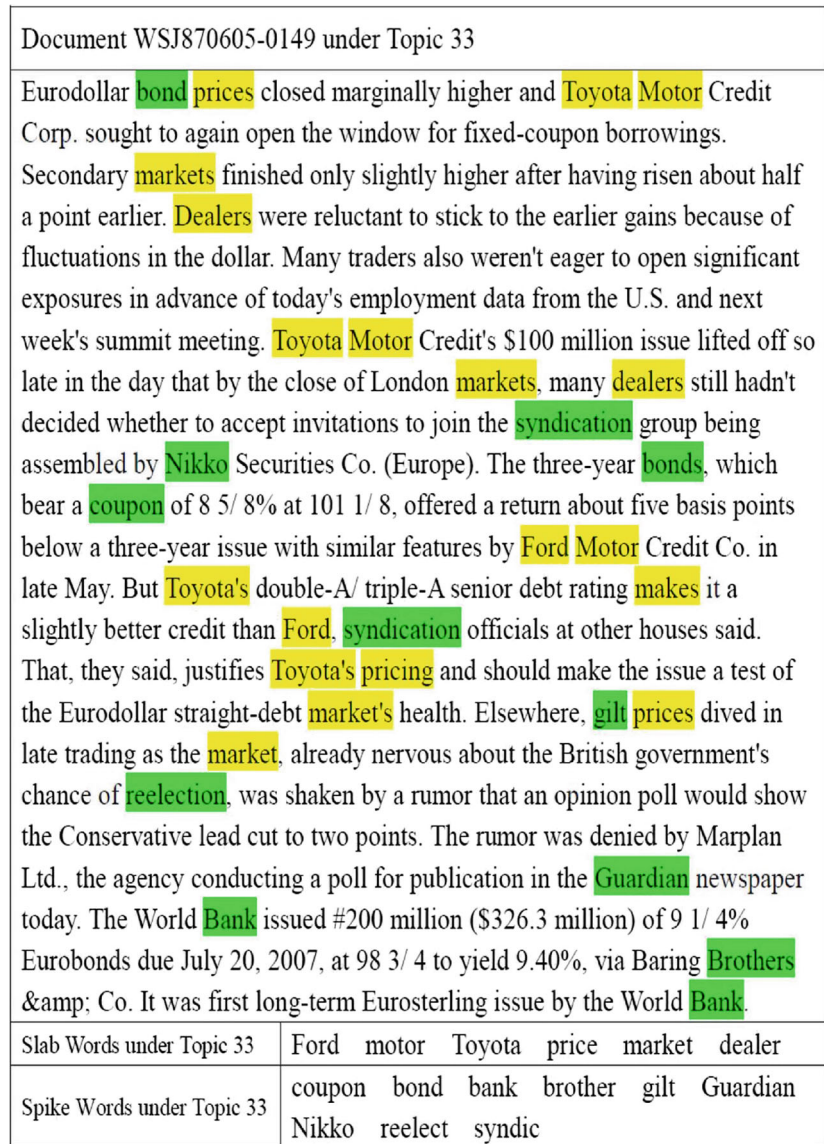 Document WSJ870605-0149 under Topic 33
Eurodollar bond prices closed marginally higher and Toyota Motor Credit
Corp. sought to again open the window for fixed-coupon borrowings.
Secondary markets finished only slightly higher after having risen about half
a point earlier. Dealers were reluctant to stick to the earlier gains because of
fluctuations in the dollar. Many traders also weren't eager to open significant
exposures in advance of today's employment data from the U.S. and next
week's summit meeting. Toyota Motor Credit's $100 million issue lifted off so
late in the day that by the close of London markets, many dealers still hadn't
decided whether to accept invitations to join the syndication group being
assembled by Nikko Securities Co. (Europe). The three-year bonds, which
bear a coupon of 8 5/ 8% at 101 1/ 8, offered a return about five basis points
below a three-year issue with similar features by Ford Motor Credit Co. in
late May. But Toyota's double-A/ triple-A senior debt rating makes it a
slightly better credit than Ford, syndication officials at other houses said.
That, they said, justifies Toyota's pricing and should make the issue a test of
the Eurodollar straight-debt market's health. Elsewhere, gilt prices dived in
late trading as the market, already nervous about the British government's
chance of reelection, was shaken by a rumor that an opinion poll would show
the Conservative lead cut to two points. The rumor was denied by Marplan
Ltd., the agency conducting a poll for publication in the Guardian newspaper
today. The World Bank issued #200 million ($326.3 million) of 9 1/ 4%
Eurobonds due July 20, 2007, at 98 3/ 4 to yield 9.40%, via Baring Brothers
&amp; Co. It was first long-term Eurosterling issue by the World Bank.
Slab Words under Topic 33 Ford motor Toyota price market dealer
Spike Words under Topic 33 coupon bond bank brother gilt Guardian
Nikko reelect syndic